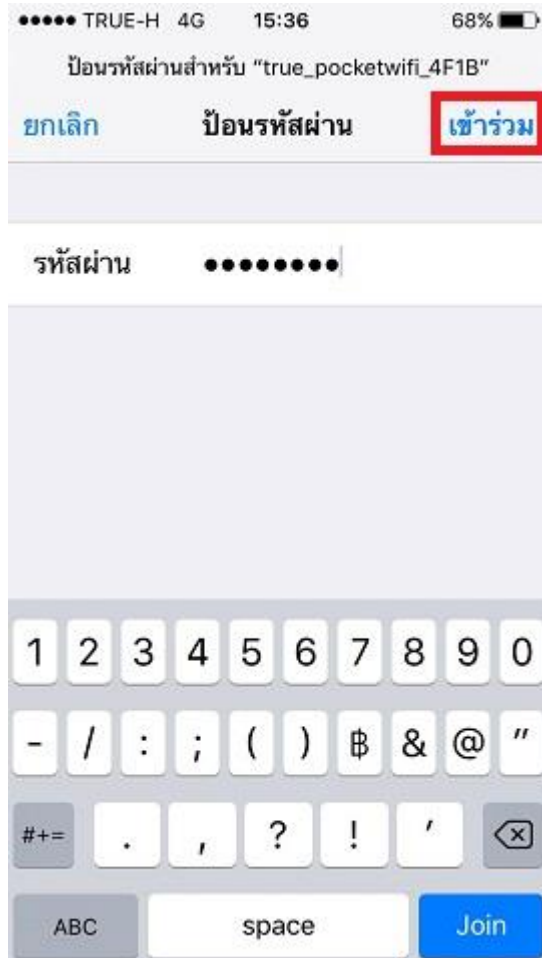 TRUE-H 4G 15:36 68%
ป้อนรหัสผ่านสำหรับ “true_pocketwifi_4F1B”
ยกเลิก ป้อนรหัสผ่าน เข้าร่วม
รหัสผ่าน ●●●●●●●●
1 2 3 4 5 6 7 8 9 0
- / : ; ( ) ฿ & @ "
#+= . , ? ! '
ABC space Join